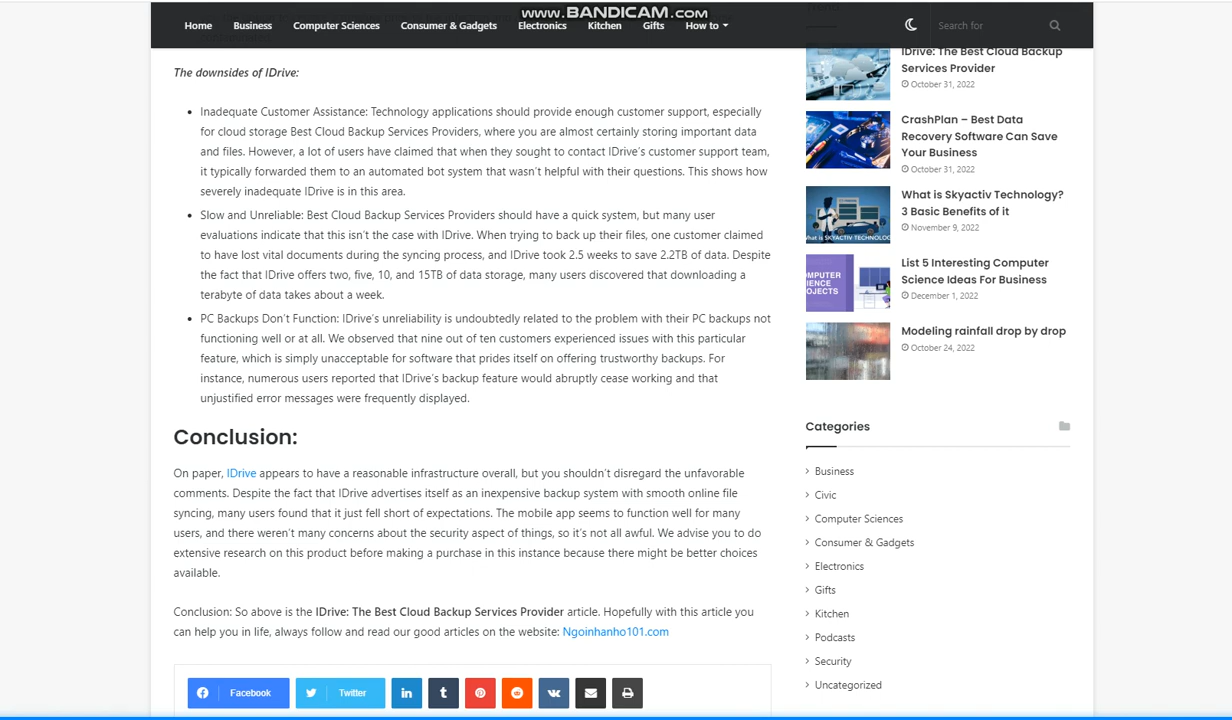 www.BANDICAM.com
Home Business Computer Sciences Consumer & Gadgets Electronics Kitchen Gifts How to Search for
The downsides of IDrive:
Inadequate Customer Assistance: Technology applications should provide enough customer support, especially
for cloud storage Best Cloud Backup Services Providers, where you are almost certainly storing important data
and files. However, a lot of users have claimed that when they sought to contact IDrive's customer support team,
it typically forwarded them to an automated bot system that wasn't helpful with their questions. This shows how
severely inadequate IDrive is in this area.
Slow and Unreliable: Best Cloud Backup Services Providers should have a quick system, but many user
evaluations indicate that this isn't the case with IDrive. When trying to back up their files, one customer claimed
to have lost vital documents during the syncing process, and IDrive took 2.5 weeks to save 2.2TB of data. Despite
the fact that IDrive offers two, five, 10, and 15TB of data storage, many users discovered that downloading a
terabyte of data takes about a week.
PC Backups Don't Function: IDrive's unreliability is undoubtedly related to the problem with their PC backups not
functioning well or at all. We observed that nine out of ten customers experienced issues with this particular
feature, which is simply unacceptable for software that prides itself on offering trustworthy backups. For
instance, numerous users reported that IDrive's backup feature would abruptly cease working and that
unjustified error messages were frequently displayed.
Conclusion:
On paper, IDrive appears to have a reasonable infrastructure overall, but you shouldn't disregard the unfavorable
comments. Despite the fact that IDrive advertises itself as an inexpensive backup system with smooth online file
syncing, many users found that it just fell short of expectations. The mobile app seems to function well for many
users, and there weren't many concerns about the security aspect of things, so it's not all awful. We advise you to do
extensive research on this product before making a purchase in this instance because there might be better choices
available.
Conclusion: So above is the IDrive: The Best Cloud Backup Services Provider article. Hopefully with this article you
can help you in life, always follow and read our good articles on the website: Ngoinhanho101.com
Facebook Twitter
IDrive: The Best Cloud Backup
Services Provider
October 31, 2022
CrashPlan – Best Data
Recovery Software Can Save
Your Business
October 31, 2022
What is Skyactiv Technology?
3 Basic Benefits of it
November 9, 2022
List 5 Interesting Computer
Science Ideas For Business
December 1, 2022
Modeling rainfall drop by drop
October 24, 2022
Categories
Business
Civic
Computer Sciences
Consumer & Gadgets
Electronics
Gifts
Kitchen
Podcasts
Security
Uncategorized